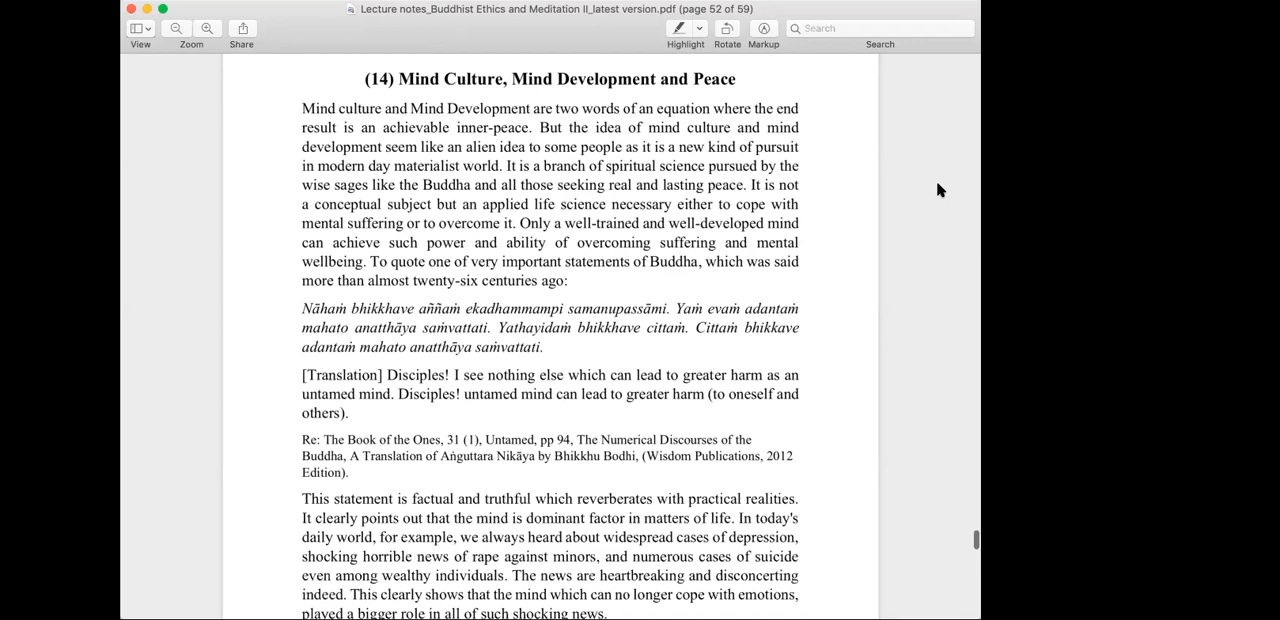 Lecture notes_Buddhist Ethics and Meditation II_latest version.pdf (page 52 of 59)
Search
View Zoom Share Highlight Rotate Markup Search
(14) Mind Culture, Mind Development and Peace
Mind culture and Mind Development are two words of an equation where the end
result is an achievable inner-peace. But the idea of mind culture and mind
development seem like an alien idea to some people as it is a new kind of pursuit
in modern day materialist world. It is a branch of spiritual science pursued by the
wise sages like the Buddha and all those seeking real and lasting peace. It is not
a conceptual subject but an applied life science necessary either to cope with
mental suffering or to overcome it. Only a well-trained and well-developed mind
can achieve such power and ability of overcoming suffering and mental
wellbeing. To quote one of very important statements of Buddha, which was said
more than almost twenty-six centuries ago:
Nāhaṁ bhikkhave aññaṁ ekadhammampi samanupassāmi. Yaṁ evaṁ adantaṁ
mahato anatthāya saṁvattati. Yathayidaṁ bhikkhave cittaṁ. Cittaṁ bhikkave
adantaṁ mahato anatthāya saṁvattati.
[Translation] Disciples! I see nothing else which can lead to greater harm as an
untamed mind. Disciples! untamed mind can lead to greater harm (to oneself and
others).
Re: The Book of the Ones, 31 (1), Untamed, pp 94, The Numerical Discourses of the
Buddha, A Translation of Aṅguttara Nikāya by Bhikkhu Bodhi, (Wisdom Publications, 2012
Edition).
This statement is factual and truthful which reverberates with practical realities.
It clearly points out that the mind is dominant factor in matters of life. In today's
daily world, for example, we always heard about widespread cases of depression,
shocking horrible news of rape against minors, and numerous cases of suicide
even among wealthy individuals. The news are heartbreaking and disconcerting
indeed. This clearly shows that the mind which can no longer cope with emotions,
played a bigger role in all of such shocking news.